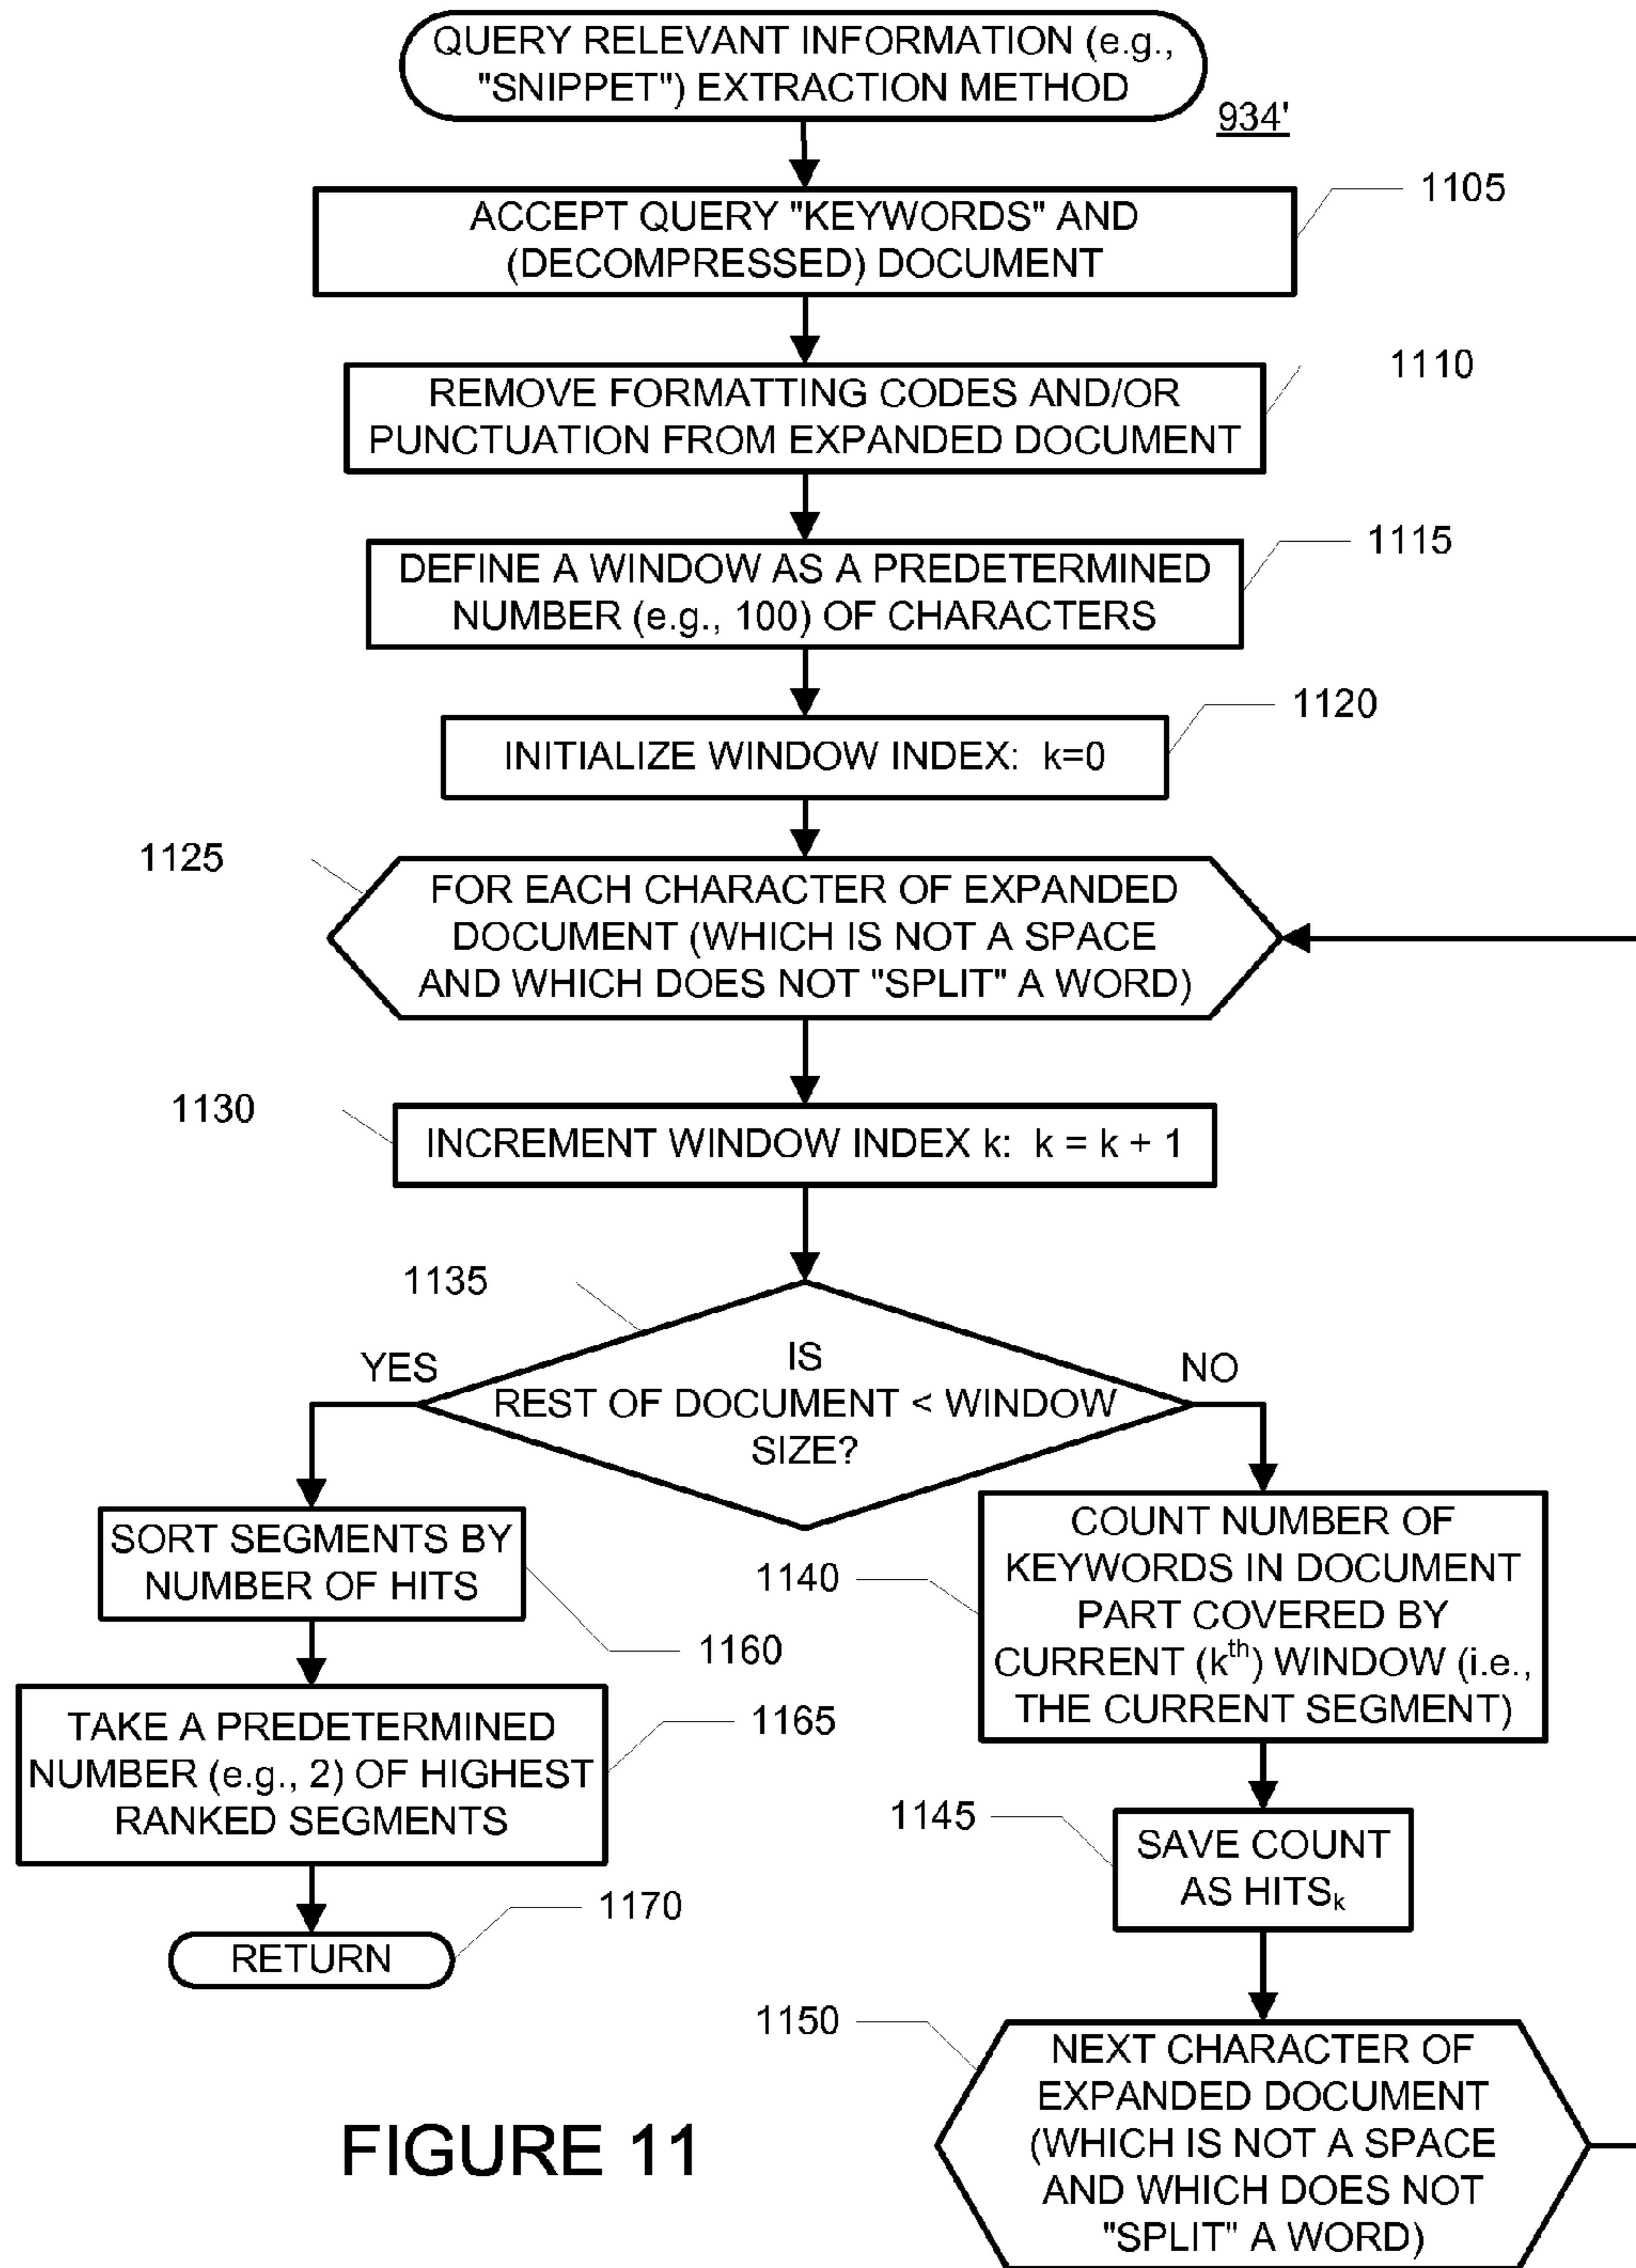 QUERY RELEVANT INFORMATION (e.g.,
"SNIPPET") EXTRACTION METHOD
934'
1105
ACCEPT QUERY "KEYWORDS" AND
(DECOMPRESSED) DOCUMENT
1110
REMOVE FORMATTING CODES AND/OR
PUNCTUATION FROM EXPANDED DOCUMENT
1115
DEFINE A WINDOW AS A PREDETERMINED
NUMBER (e.g., 100) OF CHARACTERS
1120
INITIALIZE WINDOW INDEX: k=0
1125
FOR EACH CHARACTER OF EXPANDED
DOCUMENT (WHICH IS NOT A SPACE
AND WHICH DOES NOT "SPLIT" A WORD)
1130
INCREMENT WINDOW INDEX k: k = k + 1
1135
IS
REST OF DOCUMENT < WINDOW
SIZE?
YES
NO
SORT SEGMENTS BY
NUMBER OF HITS
1160
TAKE A PREDETERMINED
NUMBER (e.g., 2) OF HIGHEST
RANKED SEGMENTS
1165
RETURN
1170
COUNT NUMBER OF
KEYWORDS IN DOCUMENT
PART COVERED BY
CURRENT (kth) WINDOW (i.e.,
THE CURRENT SEGMENT)
1140
1145
SAVE COUNT
AS HITSk
1150
NEXT CHARACTER OF
EXPANDED DOCUMENT
(WHICH IS NOT A SPACE
AND WHICH DOES NOT
"SPLIT" A WORD)
FIGURE 11